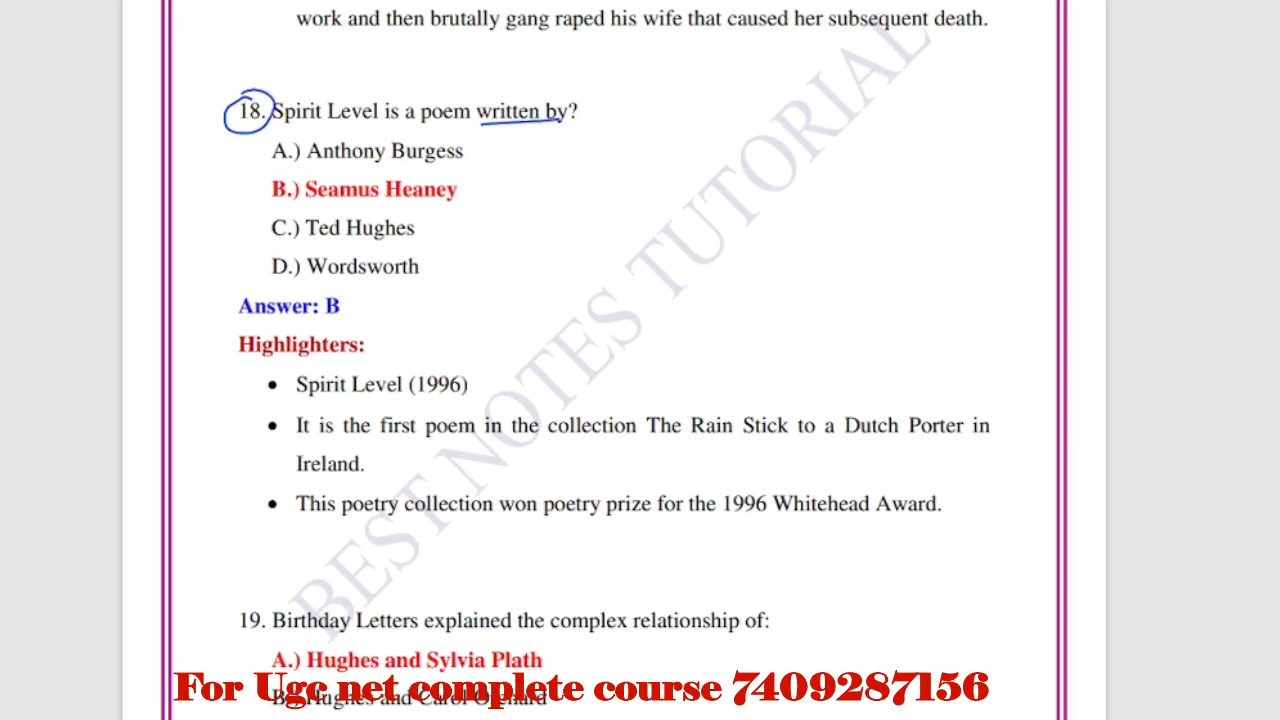 work and then brutally gang raped his wife that caused her subsequent death.
18. Spirit Level is a poem written by?
A.) Anthony Burgess
B.) Seamus Heaney
C.) Ted Hughes
D.) Wordsworth
Answer: B
Highlighters:
• Spirit Level (1996)
• It is the first poem in the collection The Rain Stick to a Dutch Porter in
Ireland.
• This poetry collection won poetry prize for the 1996 Whitehead Award.
BEST NOTES TUTORIAL
19. Birthday Letters explained the complex relationship of:
A.) Hughes and Sylvia Plath
For Ugc net complete course 7409287156
B.) Hughes and Carol Orchard